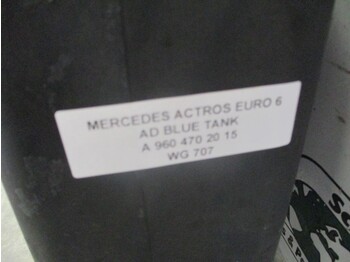 MERCEDES ACTROS EURO 6
AD BLUE TANK
A 960 470 20 15
WG 707